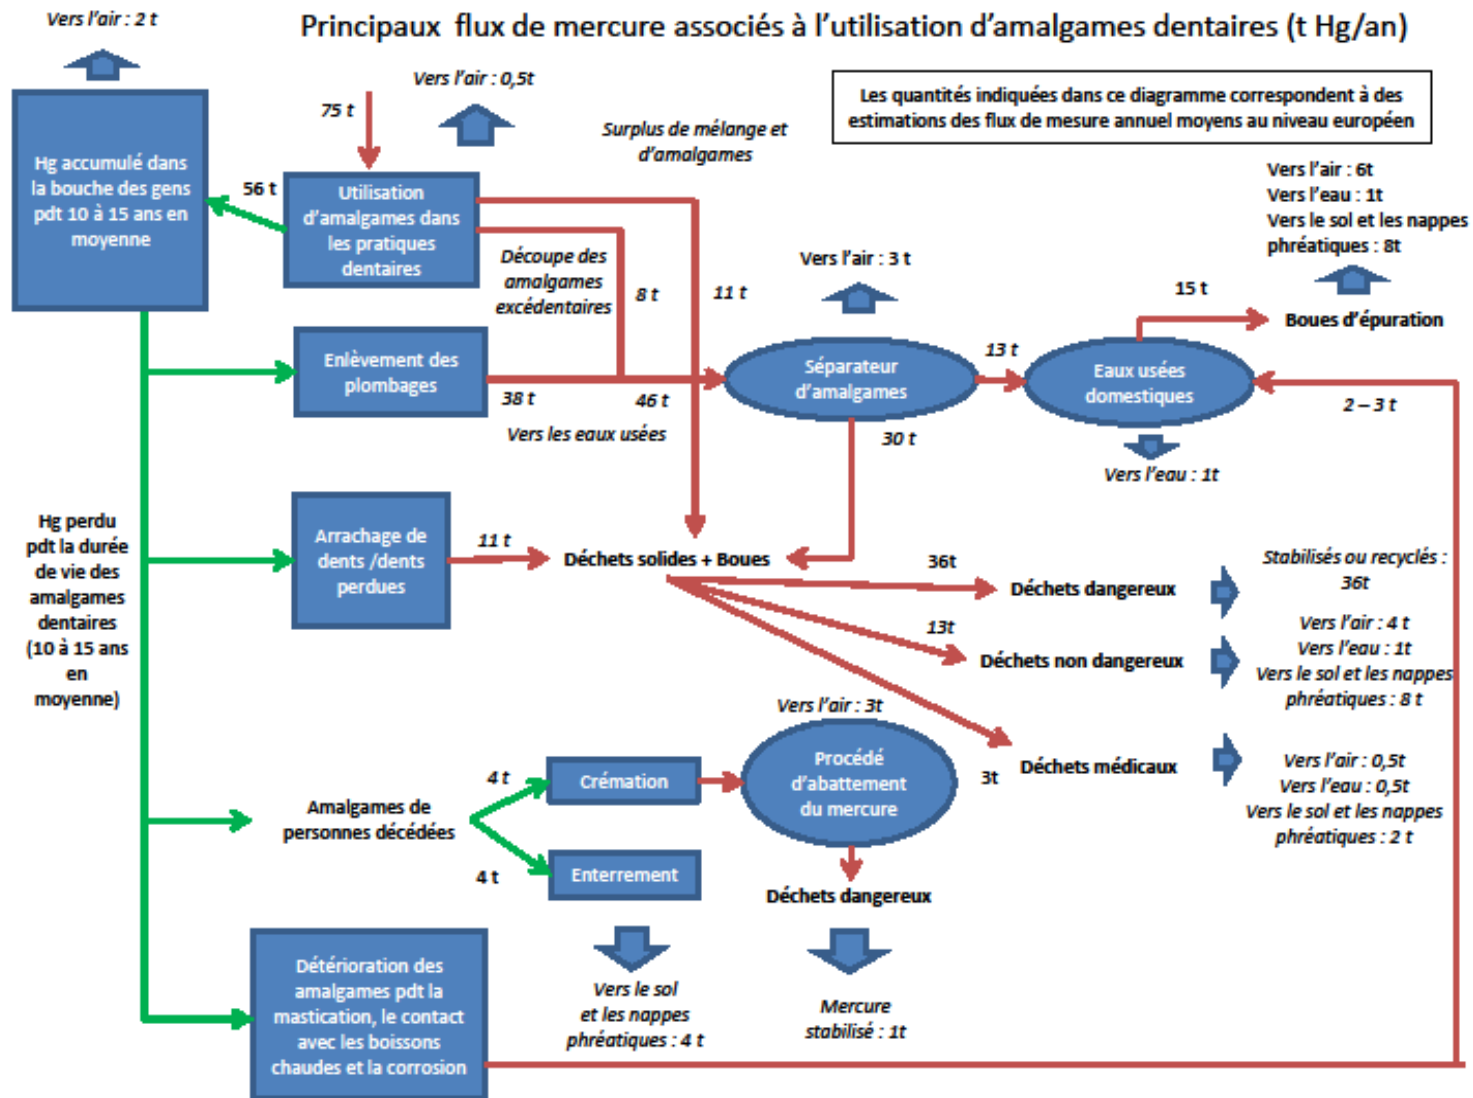 Vers l'air : 2 t
Principaux flux de mercure associés à l'utilisation d'amalgames dentaires (t Hg/an)
Vers l'air : 0,5t
75 t
Les quantités indiquées dans ce diagramme correspondent à des
estimations des flux de mesure annuel moyens au niveau européen
Surplus de mélange et
d'amalgames
Hg accumulé dans
la bouche des gens
pdt 10 à 15 ans en
moyenne
56 t
Utilisation
d'amalgames dans
les pratiques
dentaires
Vers l'air : 6t
Vers l'eau : 1t
Vers le sol et les nappes
phréatiques : 8t
Découpe des
amalgames
excédentaires
8 t
11 t
Vers l'air : 3 t
15 t
Boues d'épuration
Enlèvement des
plombages
38 t
46 t
Vers les eaux usées
Séparateur
d'amalgames
13 t
Eaux usées
domestiques
2 – 3 t
30 t
Vers l'eau : 1t
Hg perdu
pdt la durée
de vie des
amalgames
dentaires
(10 à 15 ans
en
moyenne)
Arrachage de
dents /dents
perdues
11 t
Déchets solides + Boues
36t
Déchets dangereux
Stabilisés ou recyclés :
36t
13t
Déchets non dangereux
Vers l'air : 4 t
Vers l'eau : 1t
Vers le sol et les nappes
phréatiques : 8 t
3t
Déchets médicaux
Vers l'air : 0,5t
Vers l'eau : 0,5t
Vers le sol et les nappes
phréatiques : 2 t
Vers l'air : 3t
Procédé
d'abattement
du mercure
Amalgames de
personnes décédées
4 t
Crémation
4 t
Enterrement
Déchets dangereux
Vers le sol
et les nappes
phréatiques : 4 t
Mercure
stabilisé : 1t
Détérioration des
amalgames pdt la
mastication, le contact
avec les boissons
chaudes et la corrosion